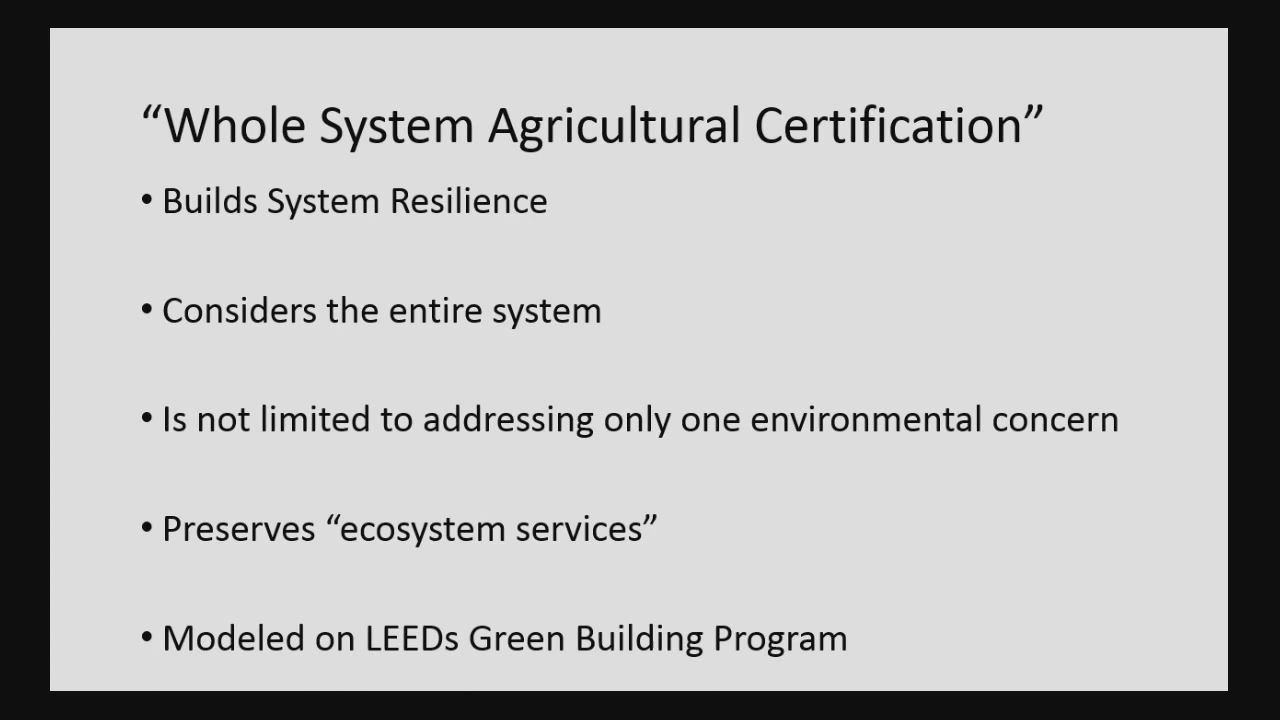 “Whole System Agricultural Certification”
• Builds System Resilience
• Considers the entire system
• Is not limited to addressing only one environmental concern
• Preserves “ecosystem services”
• Modeled on LEEDs Green Building Program